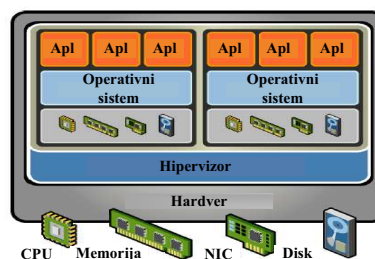 Apl Apl Apl Apl Apl Apl
Operativni sistem Operativni sistem
Hipervizor
Hardver
CPU Memorija NIC Disk